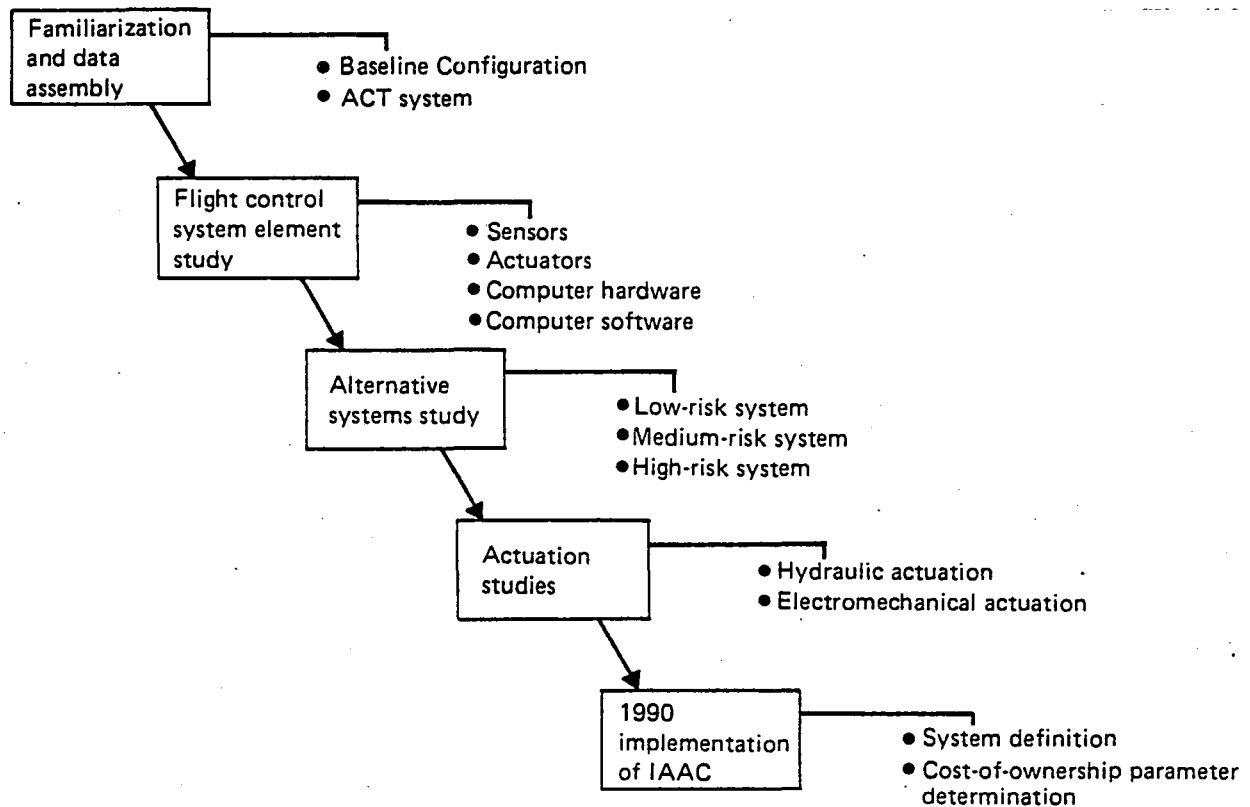 Familiarization
and data
assembly
● Baseline Configuration
● ACT system
Flight control
system element
study
● Sensors
● Actuators
● Computer hardware
● Computer software
Alternative
systems study
● Low-risk system
● Medium-risk system
● High-risk system
Actuation
studies
● Hydraulic actuation
● Electromechanical actuation
1990
implementation
of IAAC
● System definition
● Cost-of-ownership parameter
determination